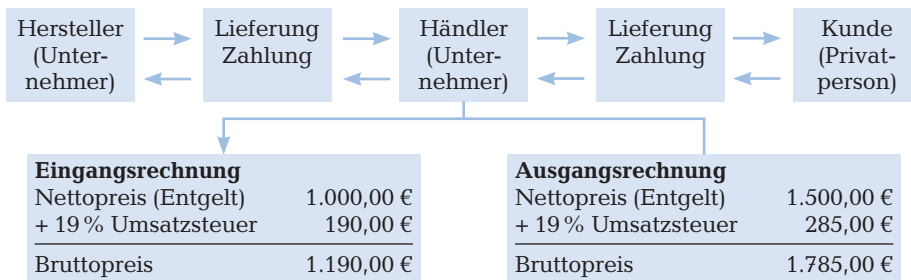 Hersteller
(Unter-
nehmer)
Lieferung
Zahlung
Händler
(Unter-
nehmer)
Lieferung
Zahlung
Kunde
(Privat-
person)
Eingangsrechnung
Nettopreis (Entgelt) 1.000,00 €
+ 19 % Umsatzsteuer 190,00 €
Bruttopreis 1.190,00 €
Ausgangsrechnung
Nettopreis (Entgelt) 1.500,00 €
+ 19 % Umsatzsteuer 285,00 €
Bruttopreis 1.785,00 €